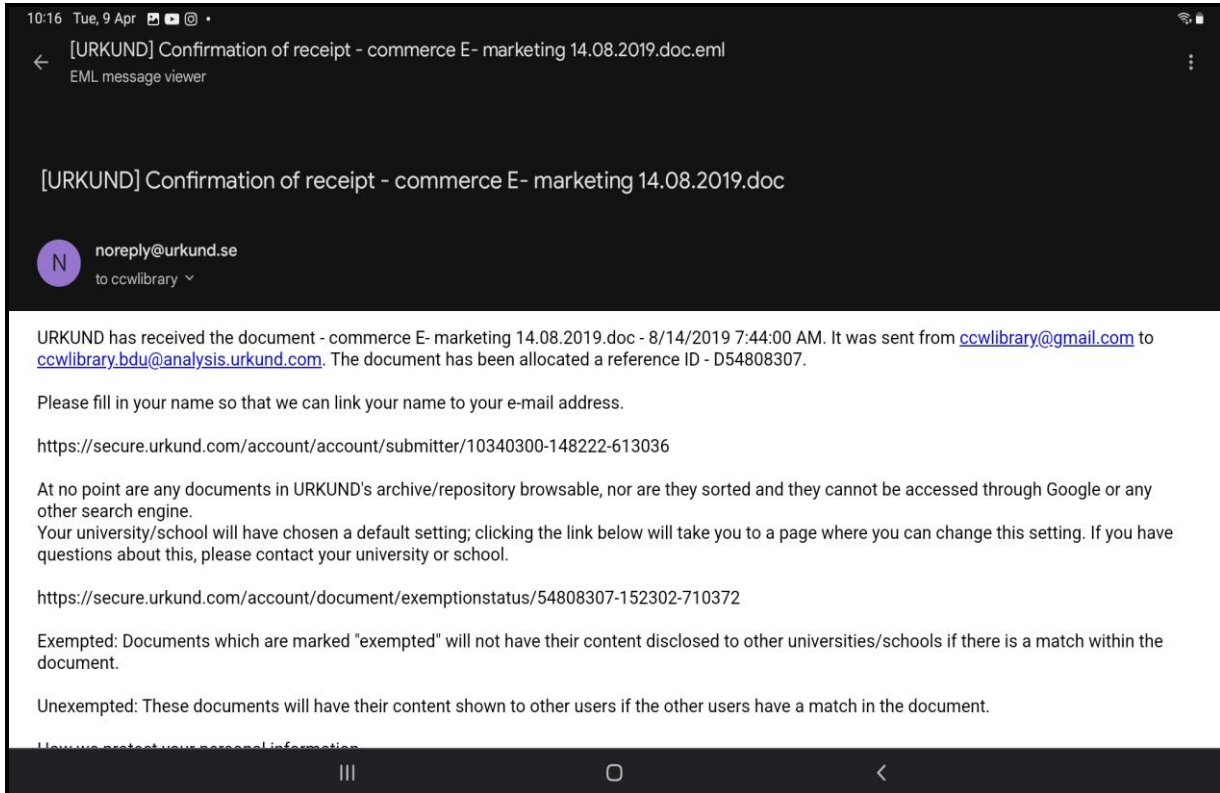 10:16 Tue, 9 Apr
[URKUND] Confirmation of receipt - commerce E- marketing 14.08.2019.doc.eml
EML message viewer
[URKUND] Confirmation of receipt - commerce E- marketing 14.08.2019.doc
N
noreply@urkund.se
to ccwlibrary
URKUND has received the document - commerce E- marketing 14.08.2019.doc - 8/14/2019 7:44:00 AM. It was sent from ccwlibrary@gmail.com to
ccwlibrary.bdu@analysis.urkund.com. The document has been allocated a reference ID - D54808307.
Please fill in your name so that we can link your name to your e-mail address.
https://secure.urkund.com/account/account/submitter/10340300-148222-613036
At no point are any documents in URKUND's archive/repository browsable, nor are they sorted and they cannot be accessed through Google or any
other search engine.
Your university/school will have chosen a default setting; clicking the link below will take you to a page where you can change this setting. If you have
questions about this, please contact your university or school.
https://secure.urkund.com/account/document/exemptionstatus/54808307-152302-710372
Exempted: Documents which are marked "exempted" will not have their content disclosed to other universities/schools if there is a match within the
document.
Unexempted: These documents will have their content shown to other users if the other users have a match in the document.
How we protect your personal information